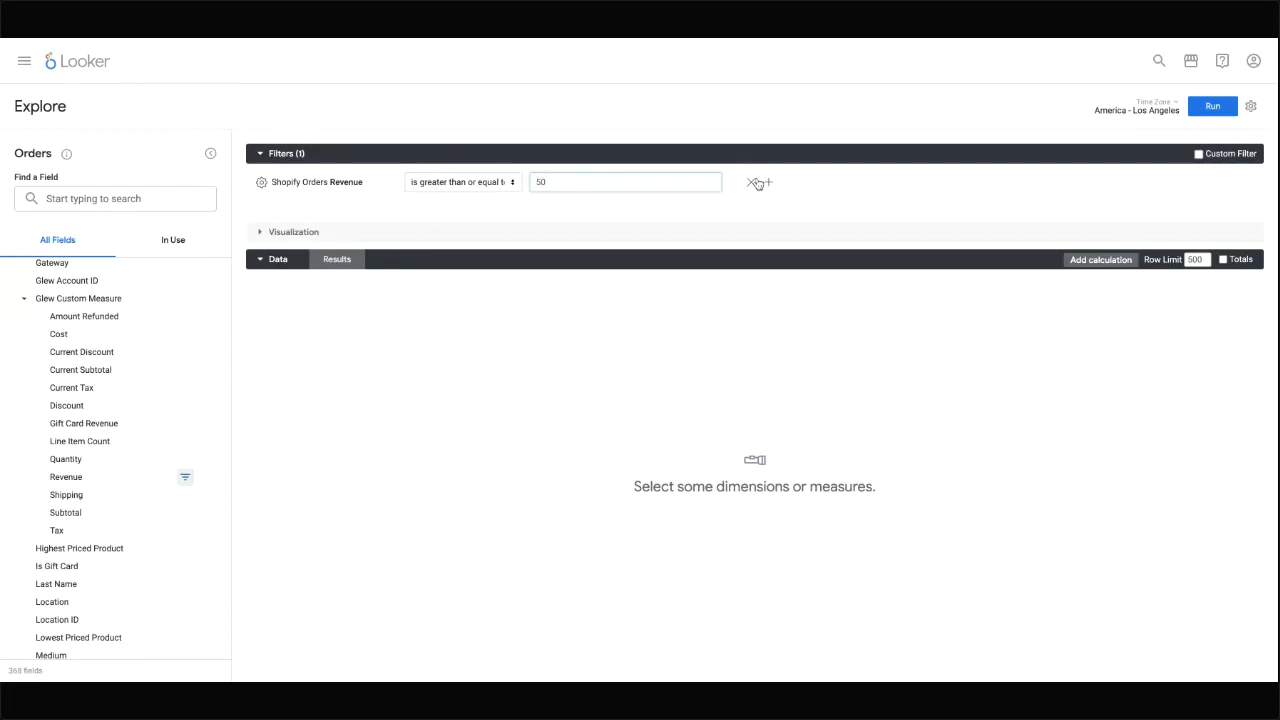 Looker
Explore
Time Zone
America - Los Angeles
Run
Orders
Find a Field
Start typing to search
All Fields
In Use
Gateway
Glew Account ID
Glew Custom Measure
Amount Refunded
Cost
Current Discount
Current Subtotal
Current Tax
Discount
Gift Card Revenue
Line Item Count
Quantity
Revenue
Shipping
Subtotal
Tax
Highest Priced Product
Is Gift Card
Last Name
Location
Location ID
Lowest Priced Product
Medium
368 fields
Filters (1)
Custom Filter
Shopify Orders Revenue
is greater than or equal t
50
Visualization
Data
Results
Add calculation
Row Limit 500
Totals
Select some dimensions or measures.